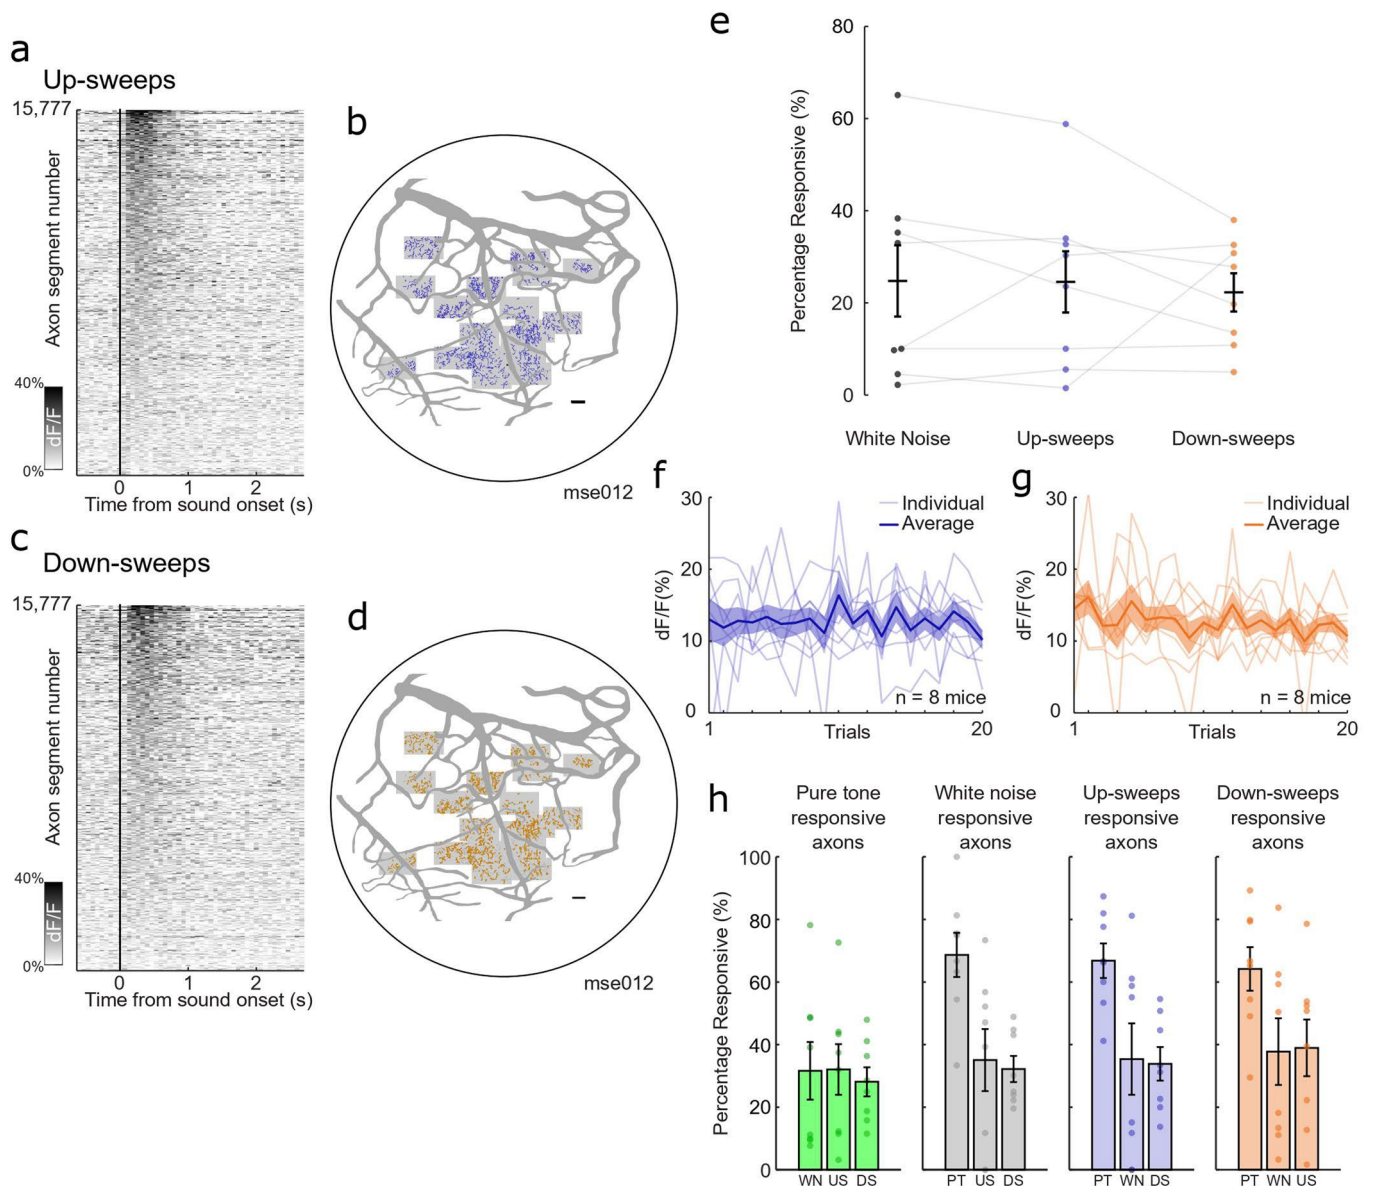 a
Up-sweeps
15,777
Axon segment number
40%
dF/F
0%
0 1 2
Time from sound onset (s)
b
mse012
c
Down-sweeps
15,777
Axon segment number
40%
dF/F
0%
0 1 2
Time from sound onset (s)
d
mse012
e
80
60
40
20
0
Percentage Responsive (%)
White Noise Up-sweeps Down-sweeps
f
30
20
10
0
dF/F(%)
Individual
Average
n = 8 mice
1 20
Trials
g
30
20
10
0
dF/F(%)
Individual
Average
n = 8 mice
1 20
Trials
h
Percentage Responsive (%)
100
80
60
40
20
0
Pure tone
responsive
axons
WN US DS
White noise
responsive
axons
PT US DS
Up-sweeps
responsive
axons
PT WN DS
Down-sweeps
responsive
axons
PT WN US